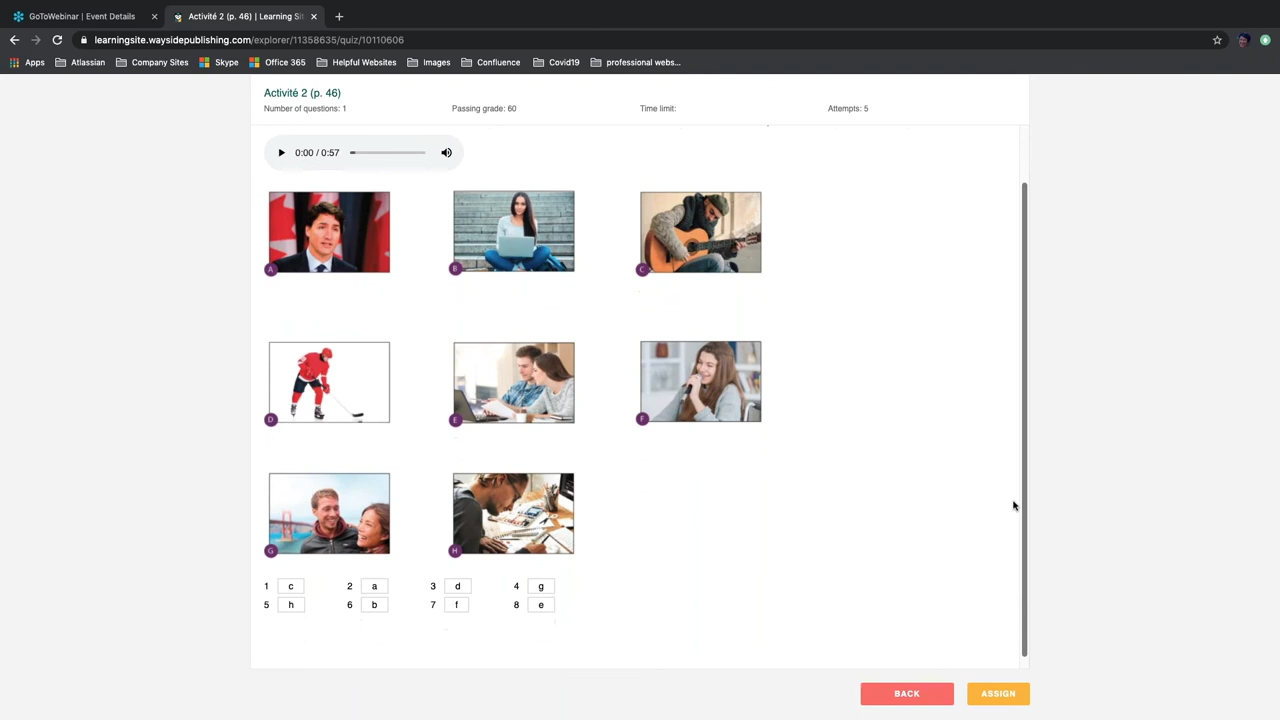 GoToWebinar | Event Details
Activité 2 (p. 46) | Learning Sit
learningsite.waysidepublishing.com/explorer/11358635/quiz/10110606
Apps Atlassian Company Sites Skype Office 365 Helpful Websites Images Confluence Covid19 professional webs...
Activité 2 (p. 46)
Number of questions: 1 Passing grade: 60 Time limit: Attempts: 5
0:00 / 0:57
A B C
D E F
G H
1 c 2 a 3 d 4 g
5 h 6 b 7 f 8 e
BACK ASSIGN